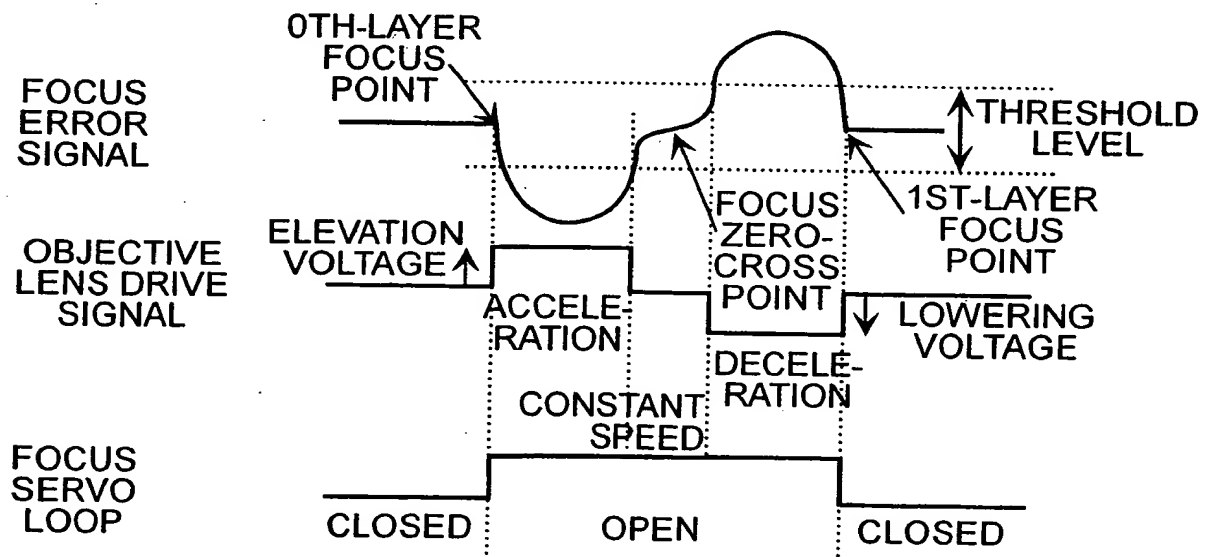 0TH-LAYER
FOCUS
POINT
FOCUS
ERROR
SIGNAL
THRESHOLD
LEVEL
FOCUS
ZERO-
CROSS
POINT
1ST-LAYER
FOCUS
POINT
OBJECTIVE
LENS DRIVE
SIGNAL
ELEVATION
VOLTAGE
ACCELE-
RATION
CONSTANT
SPEED
DECELE-
RATION
LOWERING
VOLTAGE
FOCUS
SERVO
LOOP
CLOSED
OPEN
CLOSED